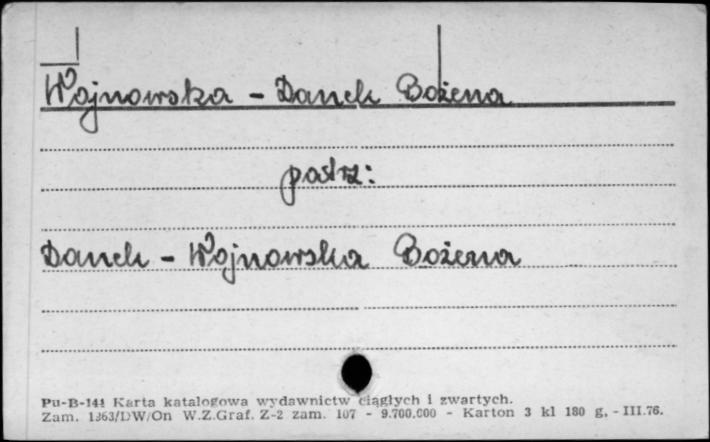 Wojnowska - Danek Bożena
patrz:
Danek - Wojnowska Bożena
Pu-B-141 Karta katalogowa wydawnictw ciągłych i zwartych.
Zam. 1363/DW/On W.Z.Graf. Z-2 zam. 107 - 9.700.000 - Karton 3 kl 180 g. - III.76.